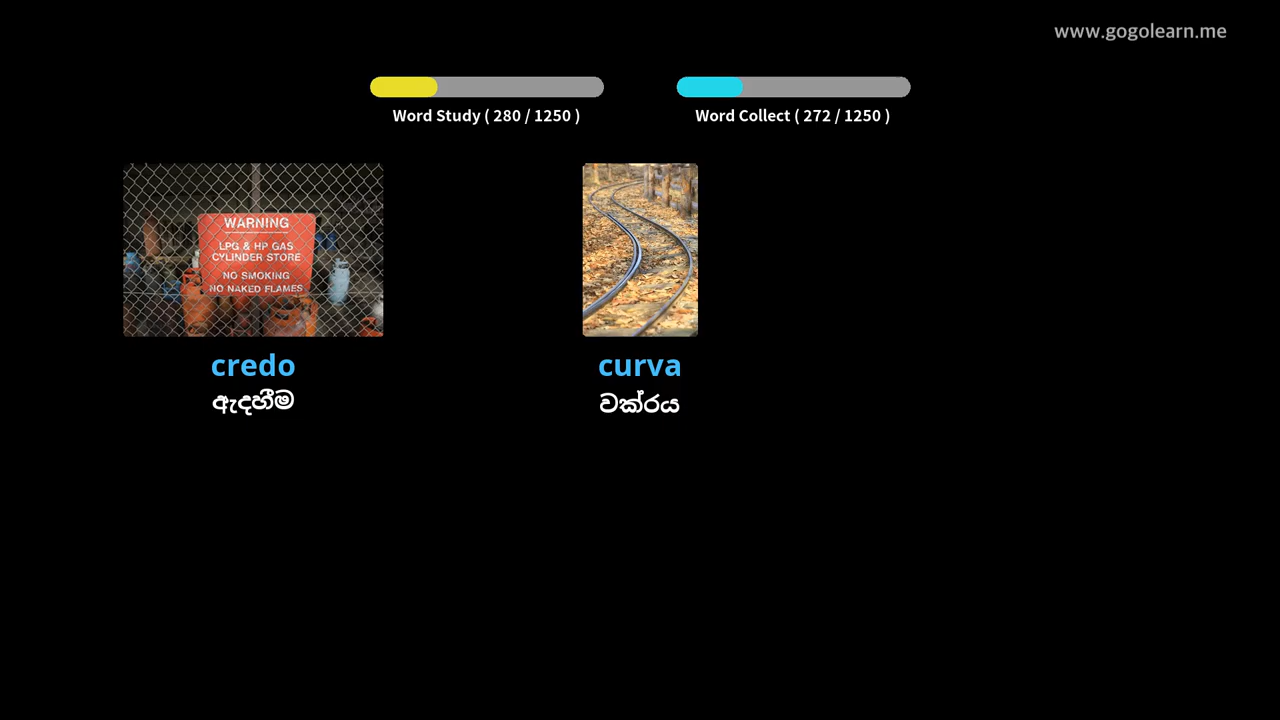 www.gogolearn.me
Word Study ( 280 / 1250 )
Word Collect ( 272 / 1250 )
WARNING
LPG & HP GAS
CYLINDER STORE
NO SMOKING
NO NAKED FLAMES
credo
ඇදහීම
curva
වක්රය